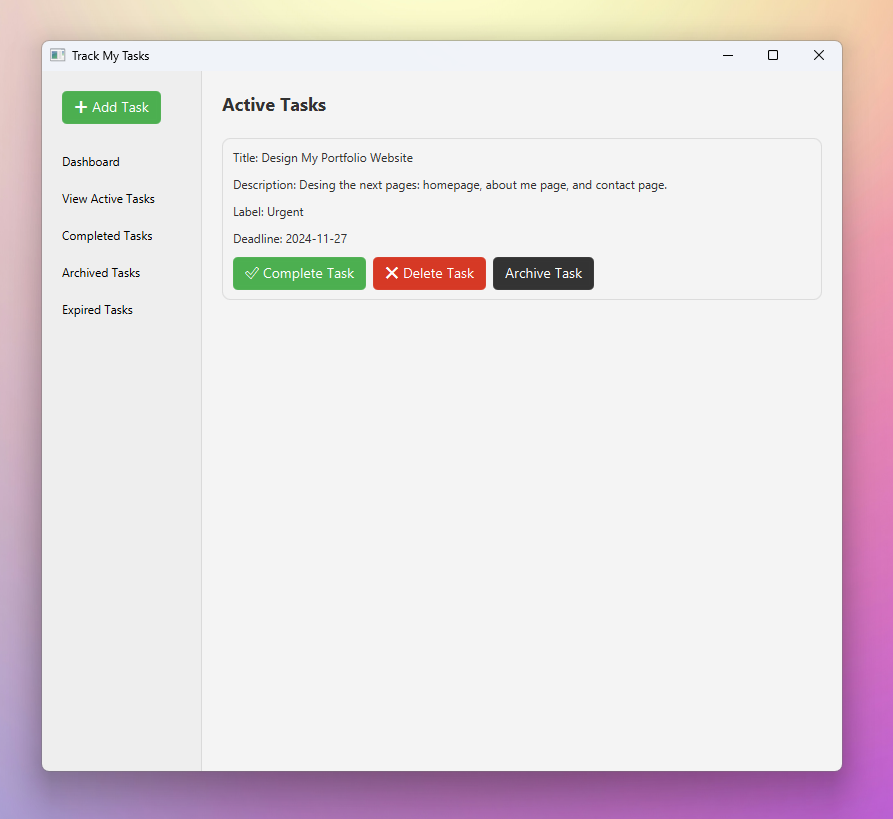 Track My Tasks
Add Task
Dashboard
View Active Tasks
Completed Tasks
Archived Tasks
Expired Tasks
Active Tasks
Title: Design My Portfolio Website
Description: Desing the next pages: homepage, about me page, and contact page.
Label: Urgent
Deadline: 2024-11-27
Complete Task
Delete Task
Archive Task